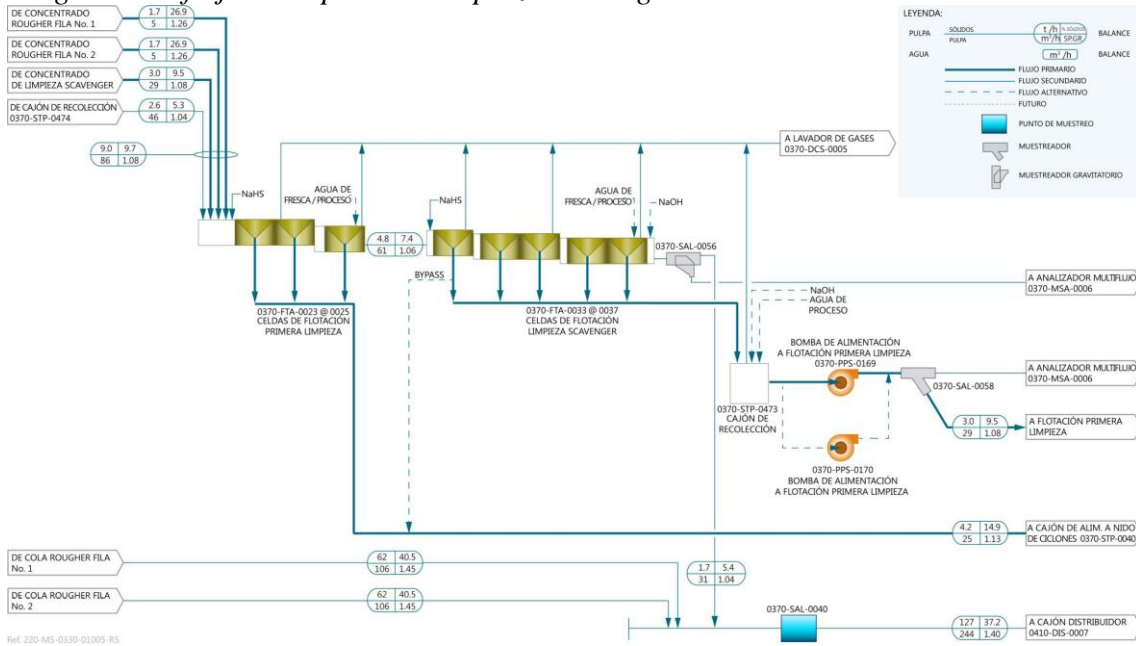 DE CONCENTRADO
ROUGHER FILA No. 1
1.7 26.9
5 1.26
DE CONCENTRADO
ROUGHER FILA No. 2
1.7 26.9
5 1.26
DE CONCENTRADO
DE LIMPIEZA SCAVENGER
3.0 9.5
29 1.08
DE CAJÓN DE RECOLECCIÓN
0370-STP-0474
2.6 5.3
46 1.04
9.0 9.7
86 1.08
LEYENDA:
PULPA
SÓLIDOS
PULPA
t/h % SÓLIDOS
m³/h SP.GR.
BALANCE
AGUA
m³/h
BALANCE
FLUJO PRIMARIO
FLUJO SECUNDARIO
FLUJO ALTERNATIVO
FUTURO
PUNTO DE MUESTREO
MUESTREADOR
MUESTREADOR GRAVITATORIO
A LAVADOR DE GASES
0370-DCS-0005
NaHS
AGUA DE
FRESCA / PROCESO
4.8 7.4
61 1.06
NaHS
AGUA DE
FRESCA / PROCESO
NaOH
0370-SAL-0056
BYPASS
0370-FTA-0023 @ 0025
CELDAS DE FLOTACIÓN
PRIMERA LIMPIEZA
0370-FTA-0033 @ 0037
CELDAS DE FLOTACIÓN
LIMPIEZA SCAVENGER
A ANALIZADOR MULTIFLUJO
0370-MSA-0006
NaOH
AGUA DE
PROCESO
BOMBA DE ALIMENTACIÓN
A FLOTACIÓN PRIMERA LIMPIEZA
0370-PPS-0169
A ANALIZADOR MULTIFLUJO
0370-MSA-0006
0370-SAL-0058
0370-STP-0473
CAJÓN DE
RECOLECCIÓN
3.0 9.5
29 1.08
A FLOTACIÓN PRIMERA
LIMPIEZA
0370-PPS-0170
BOMBA DE ALIMENTACIÓN
A FLOTACIÓN PRIMERA LIMPIEZA
4.2 14.9
25 1.13
A CAJÓN DE ALIM. A NIDO
DE CICLONES 0370-STP-0040
DE COLA ROUGHER FILA
No. 1
62 40.5
106 1.45
1.7 5.4
31 1.04
DE COLA ROUGHER FILA
No. 2
62 40.5
106 1.45
0370-SAL-0040
127 37.2
244 1.40
A CAJÓN DISTRIBUIDOR
0410-DIS-0007
Ref. 220-MS-0330-01005-RS